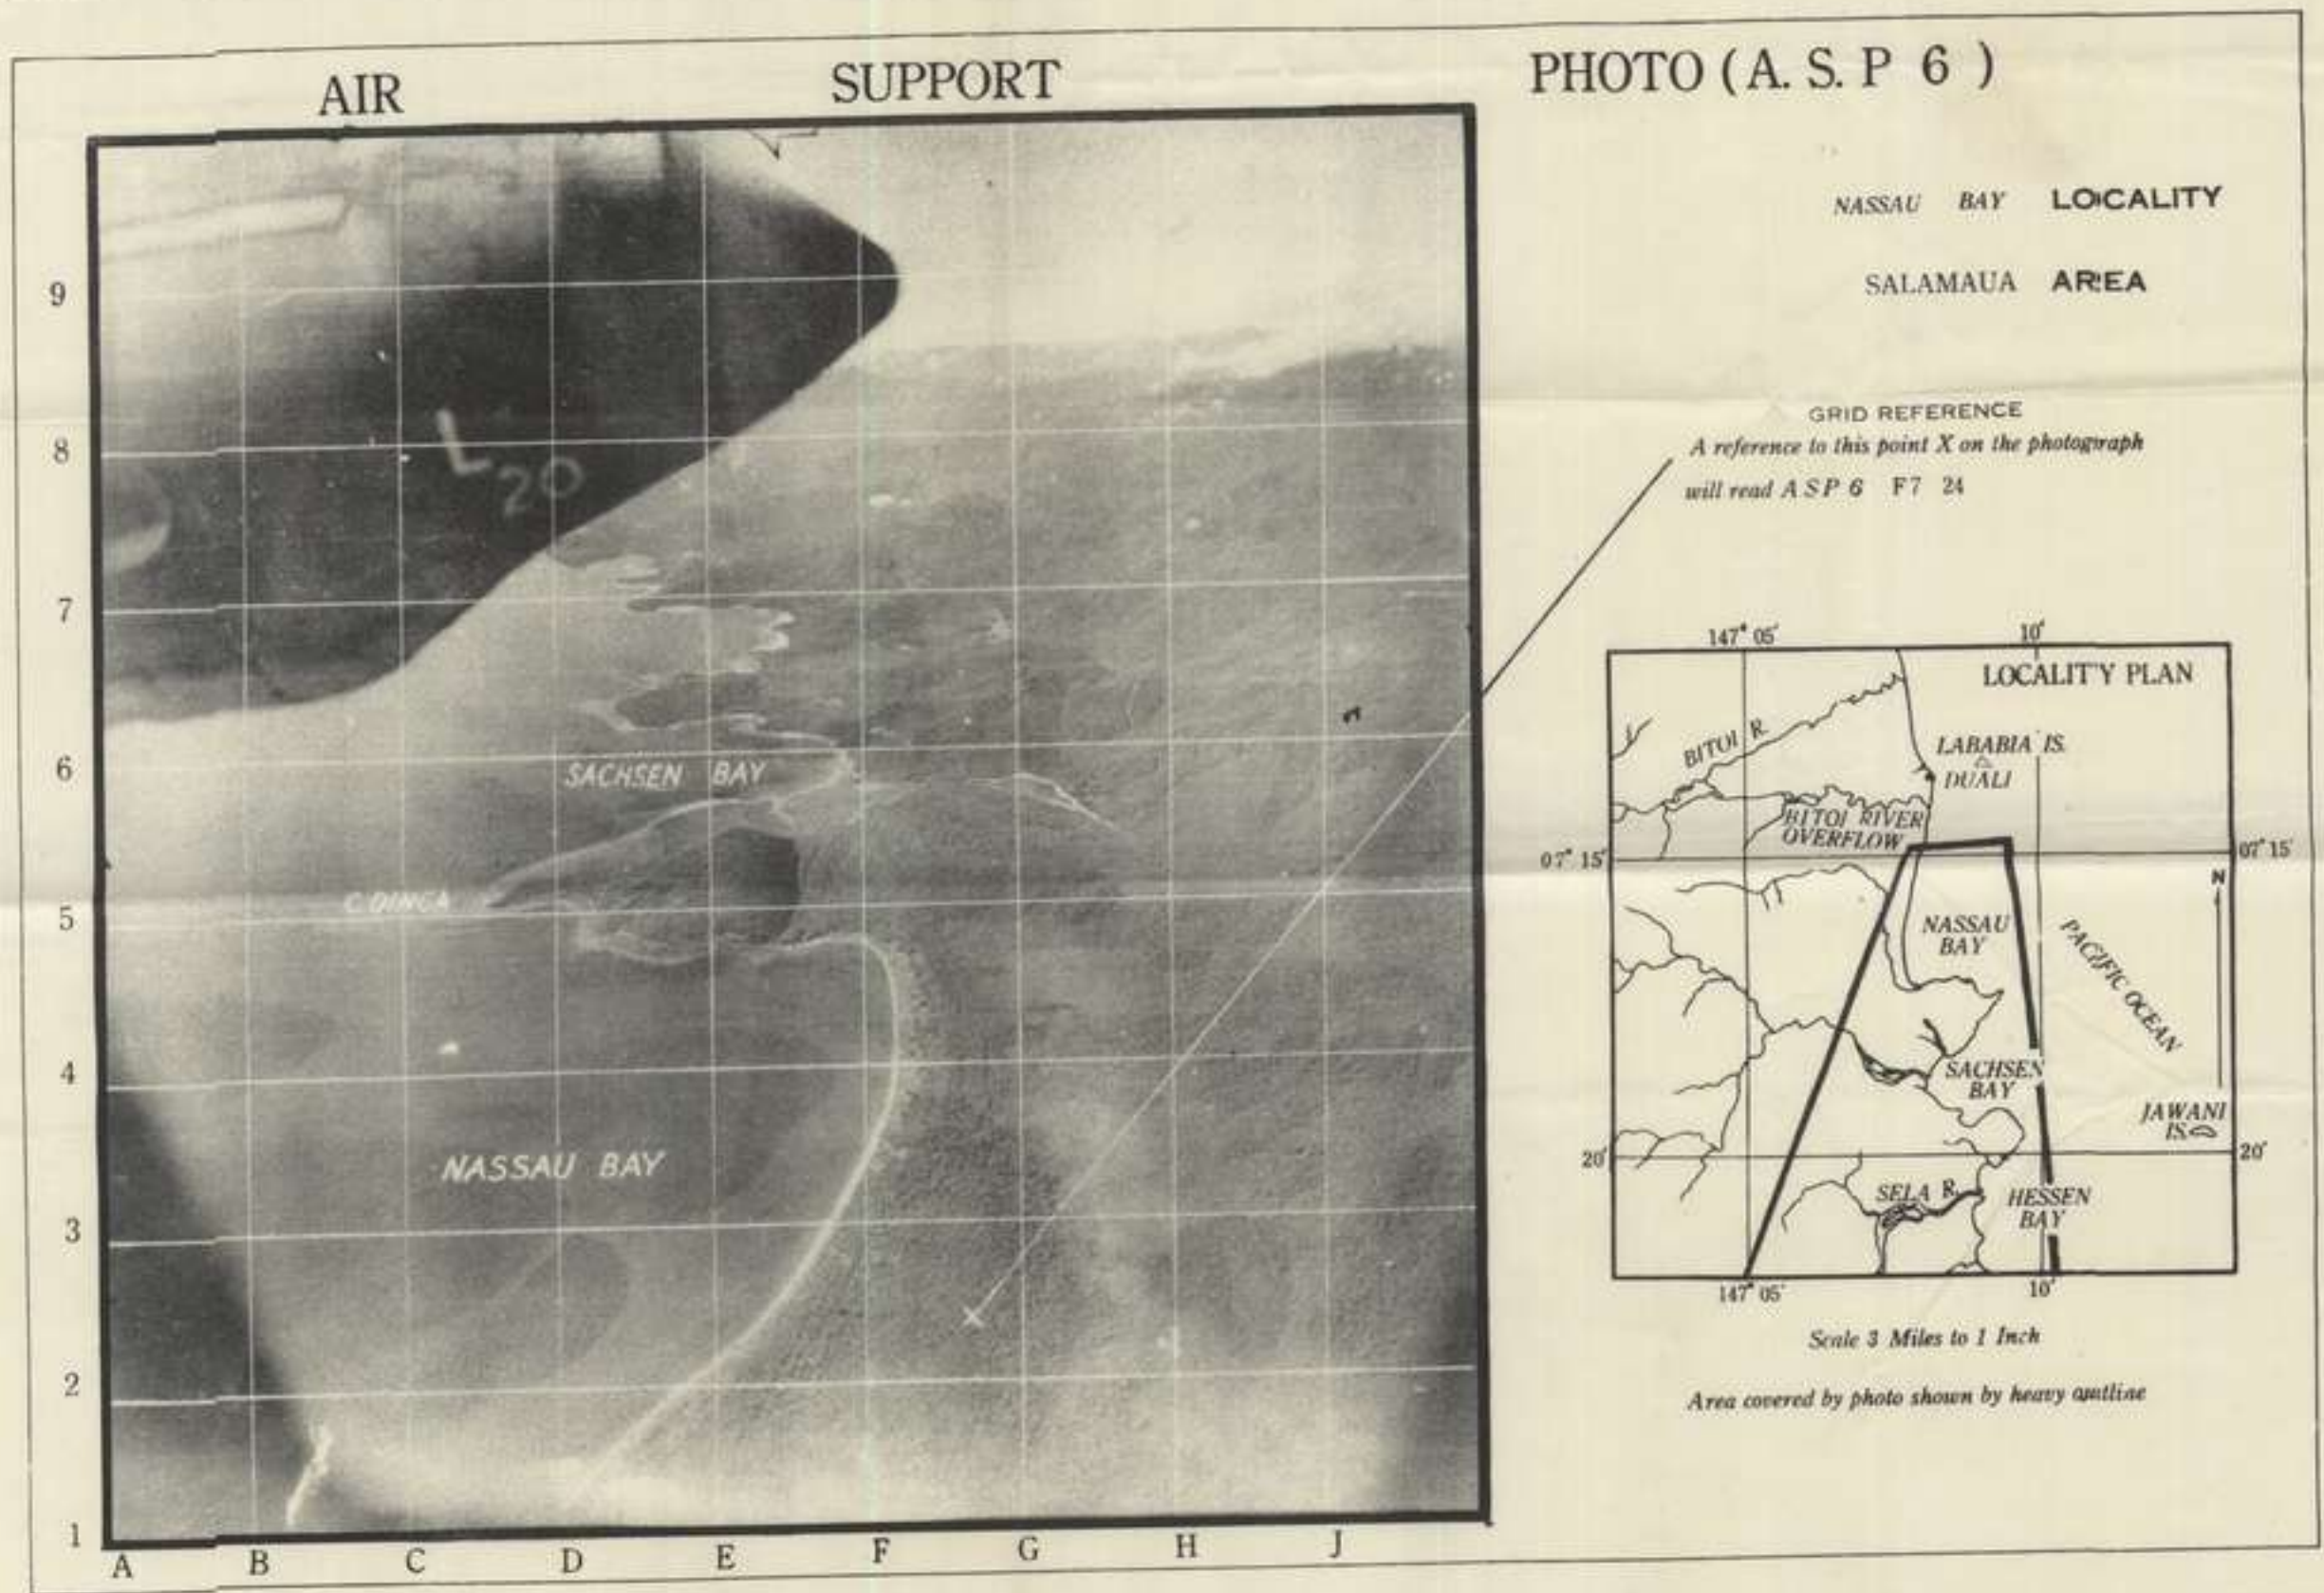 AIR SUPPORT PHOTO ( A. S. P 6 )
NASSAU BAY LOCALITY
SALAMAUA AREA
GRID REFERENCE
A reference to this point X on the photograph
will read A S P 6 F7 24
9
8
7
6
5
4
3
2
1
A B C D E F G H J
L 20
SACHSEN BAY
C. DINGA
NASSAU BAY
X
147° 05' 10'
LOCALITY PLAN
BITOI R.
LABABIA IS.
DUALI
BITOI RIVER
OVERFLOW
07° 15' 07° 15'
N
NASSAU
BAY
PACIFIC OCEAN
SACHSEN
BAY
JAWANI
IS.
20' 20'
SELA R.
HESSEN
BAY
147° 05' 10'
Scale 3 Miles to 1 Inch
Area covered by photo shown by heavy outline